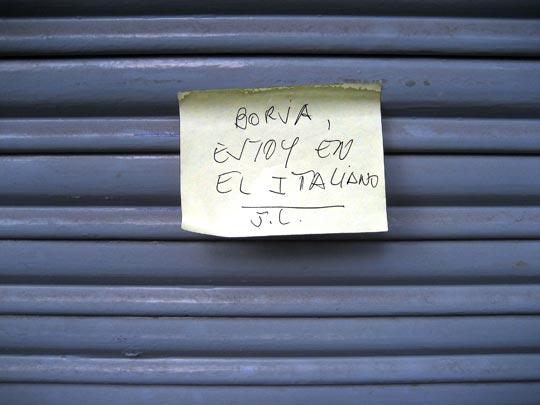 BORJA,
ESTOY EN
EL ITALIANO
J.L.